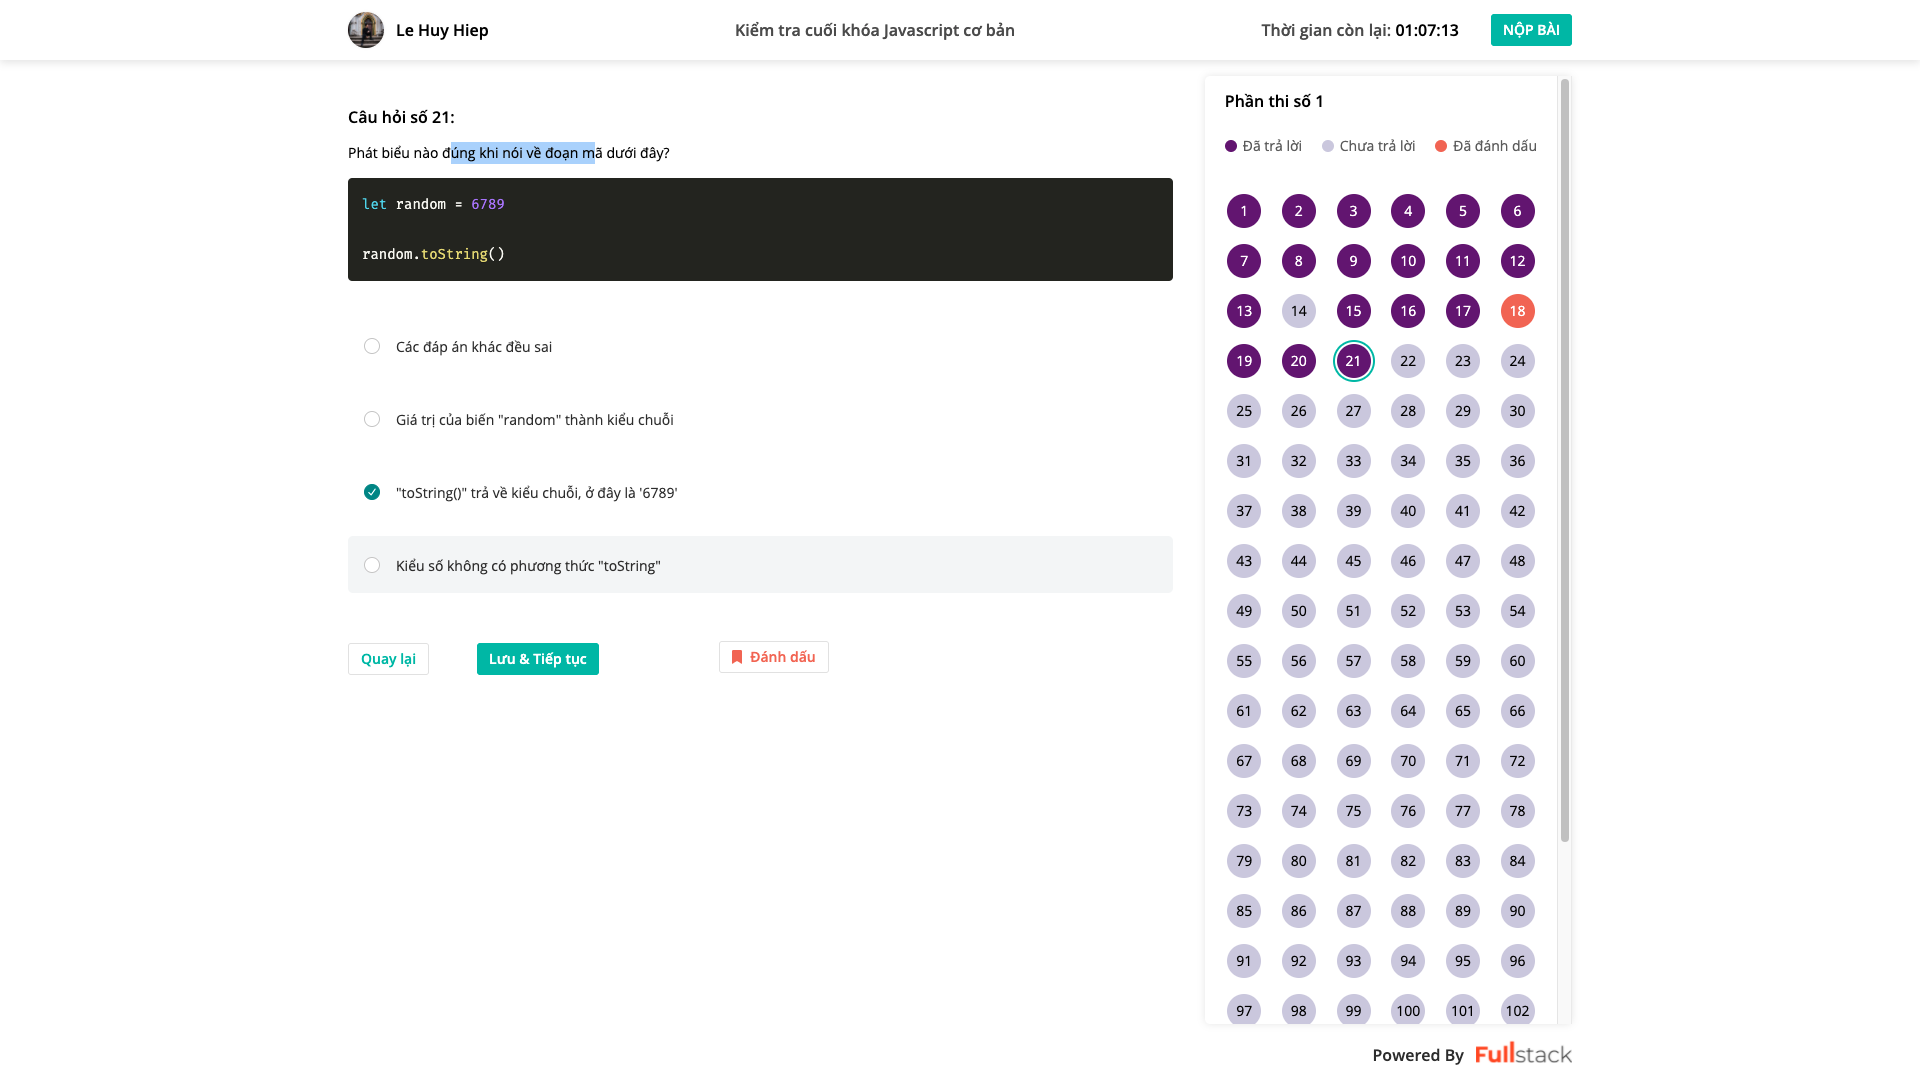 Le Huy Hiep
Kiểm tra cuối khóa Javascript cơ bản
Thời gian còn lại: 01:07:13
NỘP BÀI
Câu hỏi số 21:
Phát biểu nào đúng khi nói về đoạn mã dưới đây?
let random = 6789
random.toString()
Các đáp án khác đều sai
Giá trị của biến "random" thành kiểu chuỗi
"toString()" trả về kiểu chuỗi, ở đây là '6789'
Kiểu số không có phương thức "toString"
Quay lại
Lưu & Tiếp tục
Đánh dấu
Phần thi số 1
Đã trả lời Chưa trả lời Đã đánh dấu
1 2 3 4 5 6
7 8 9 10 11 12
13 14 15 16 17 18
19 20 21 22 23 24
25 26 27 28 29 30
31 32 33 34 35 36
37 38 39 40 41 42
43 44 45 46 47 48
49 50 51 52 53 54
55 56 57 58 59 60
61 62 63 64 65 66
67 68 69 70 71 72
73 74 75 76 77 78
79 80 81 82 83 84
85 86 87 88 89 90
91 92 93 94 95 96
97 98 99 100 101 102
Powered By Fullstack